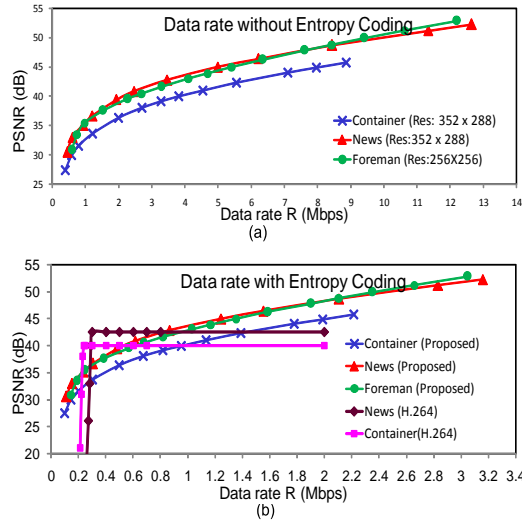 Data rate without Entropy Coding
PSNR (dB)
55
50
45
40
35
30
25
Container (Res: 352 x 288)
News (Res:352 x 288)
Foreman (Res:256X256)
0 1 2 3 4 5 6 7 8 9 10 11 12 13 14
Data rate R (Mbps)
(a)
Data rate with Entropy Coding
PSNR (dB)
55
50
45
40
35
30
25
20
Container (Proposed)
News (Proposed)
Foreman (Proposed)
News (H.264)
Container(H.264)
0 0.2 0.4 0.6 0.8 1 1.2 1.4 1.6 1.8 2 2.2 2.4 2.6 2.8 3 3.2 3.4
Data rate R (Mbps)
(b)